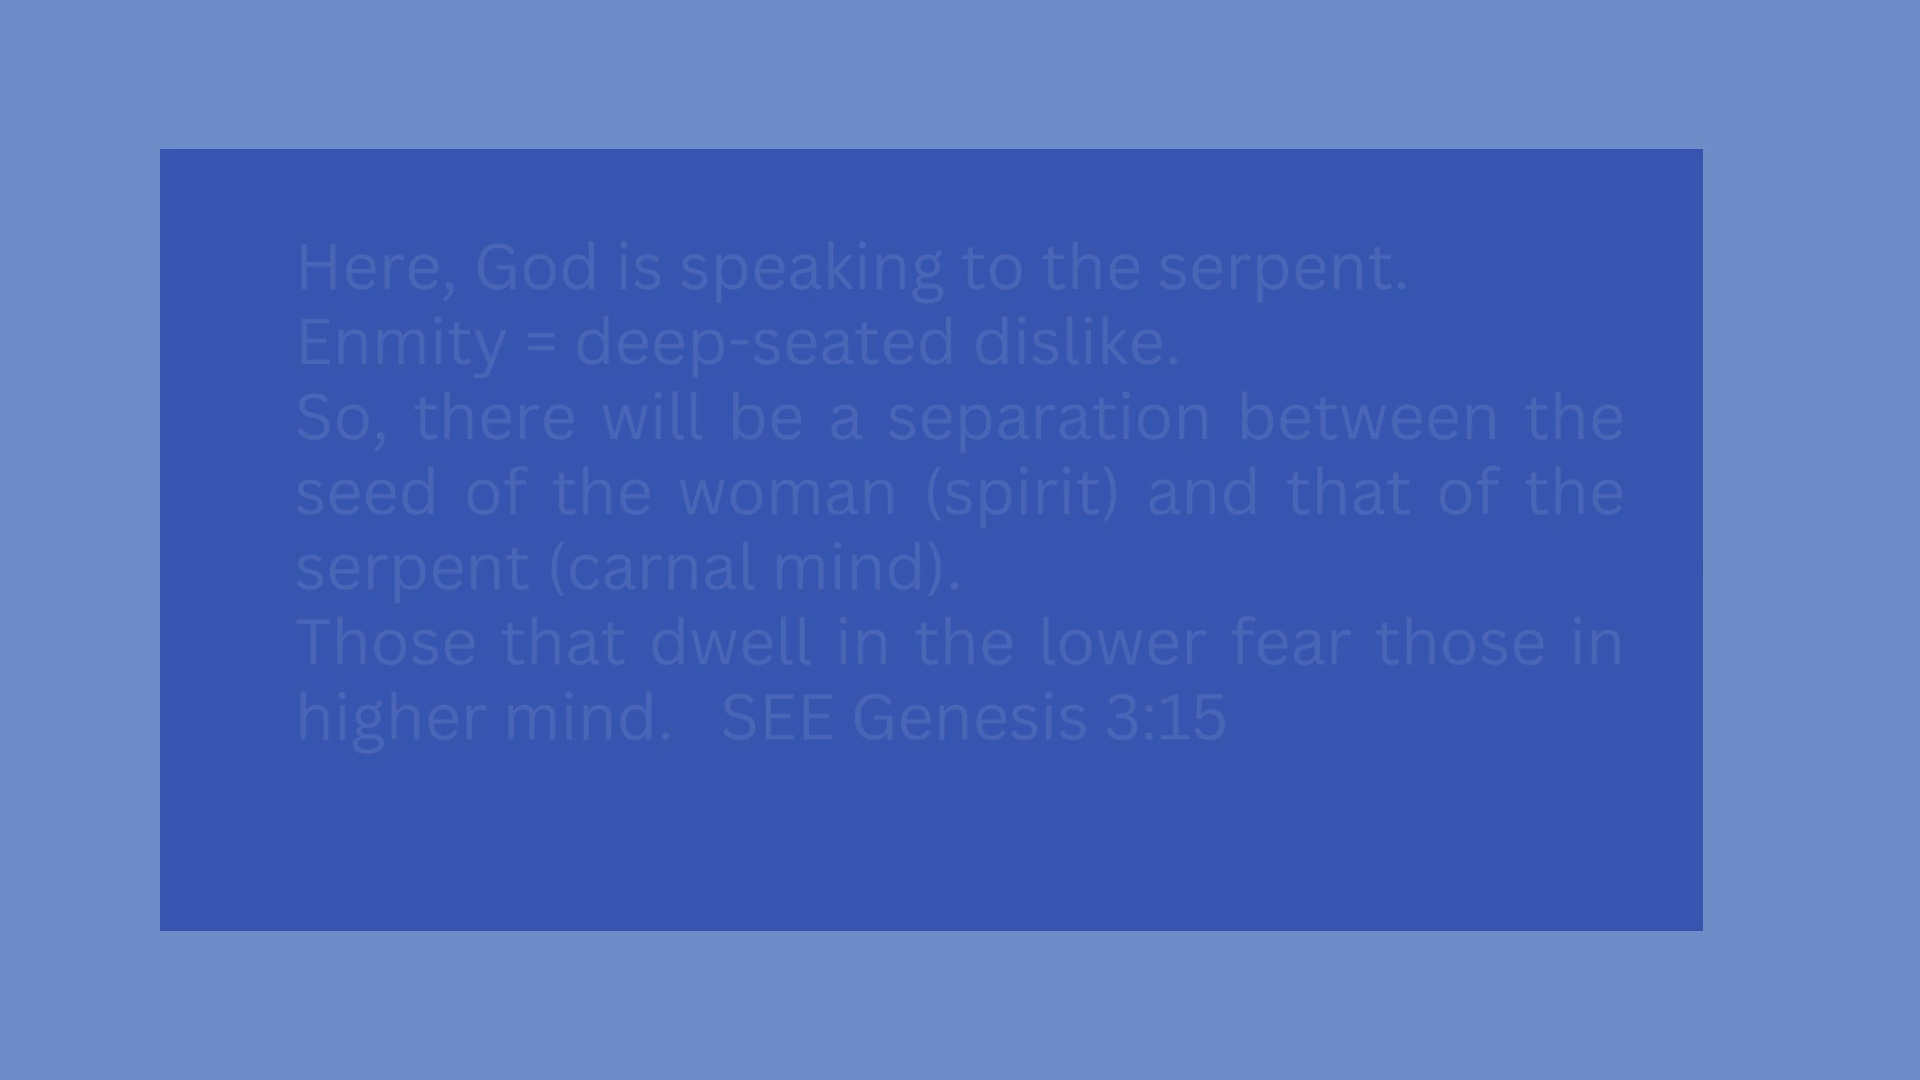 Here, God is speaking to the serpent.
Enmity = deep-seated dislike.
So, there will be a separation between the
seed of the woman (spirit) and that of the
serpent (carnal mind).
Those that dwell in the lower fear those in
higher mind.   SEE Genesis 3:15